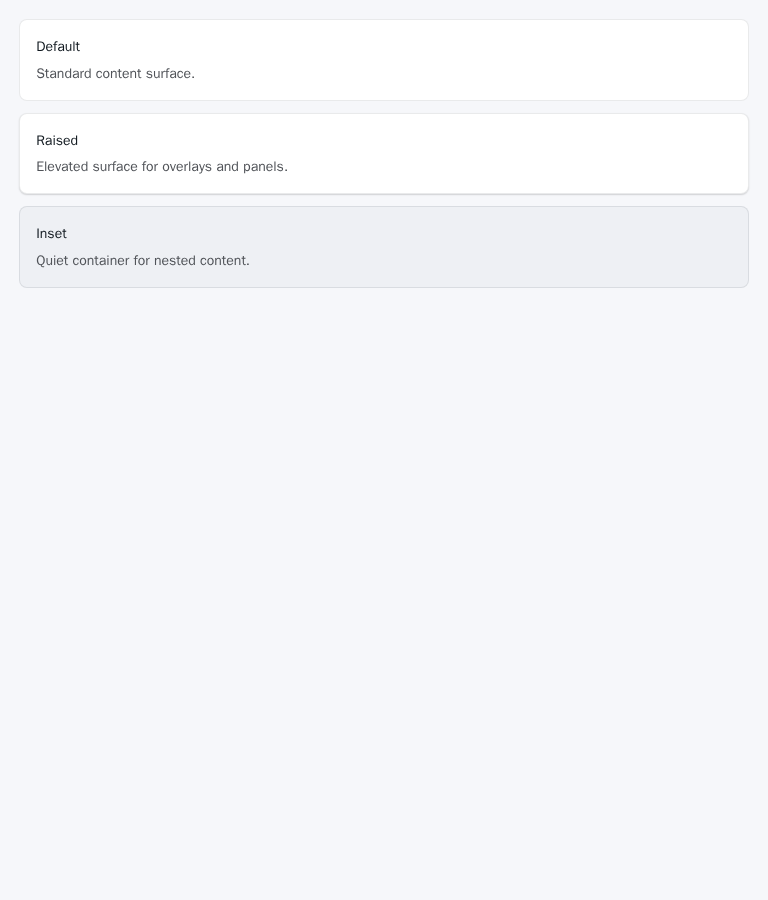 Default
Standard content surface.
Raised
Elevated surface for overlays and panels.
Inset
Quiet container for nested content.